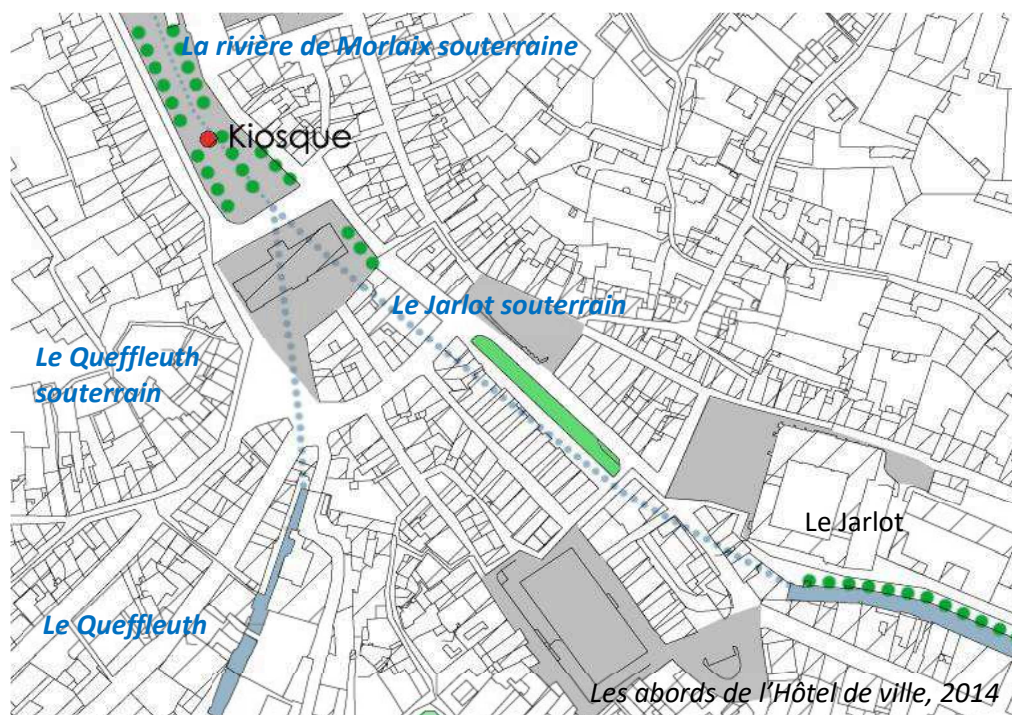 La rivière de Morlaix souterraine
Kiosque
Le Jarlot souterrain
Le Queffleuth
souterrain
Le Jarlot
Le Queffleuth
Les abords de l'Hôtel de ville, 2014